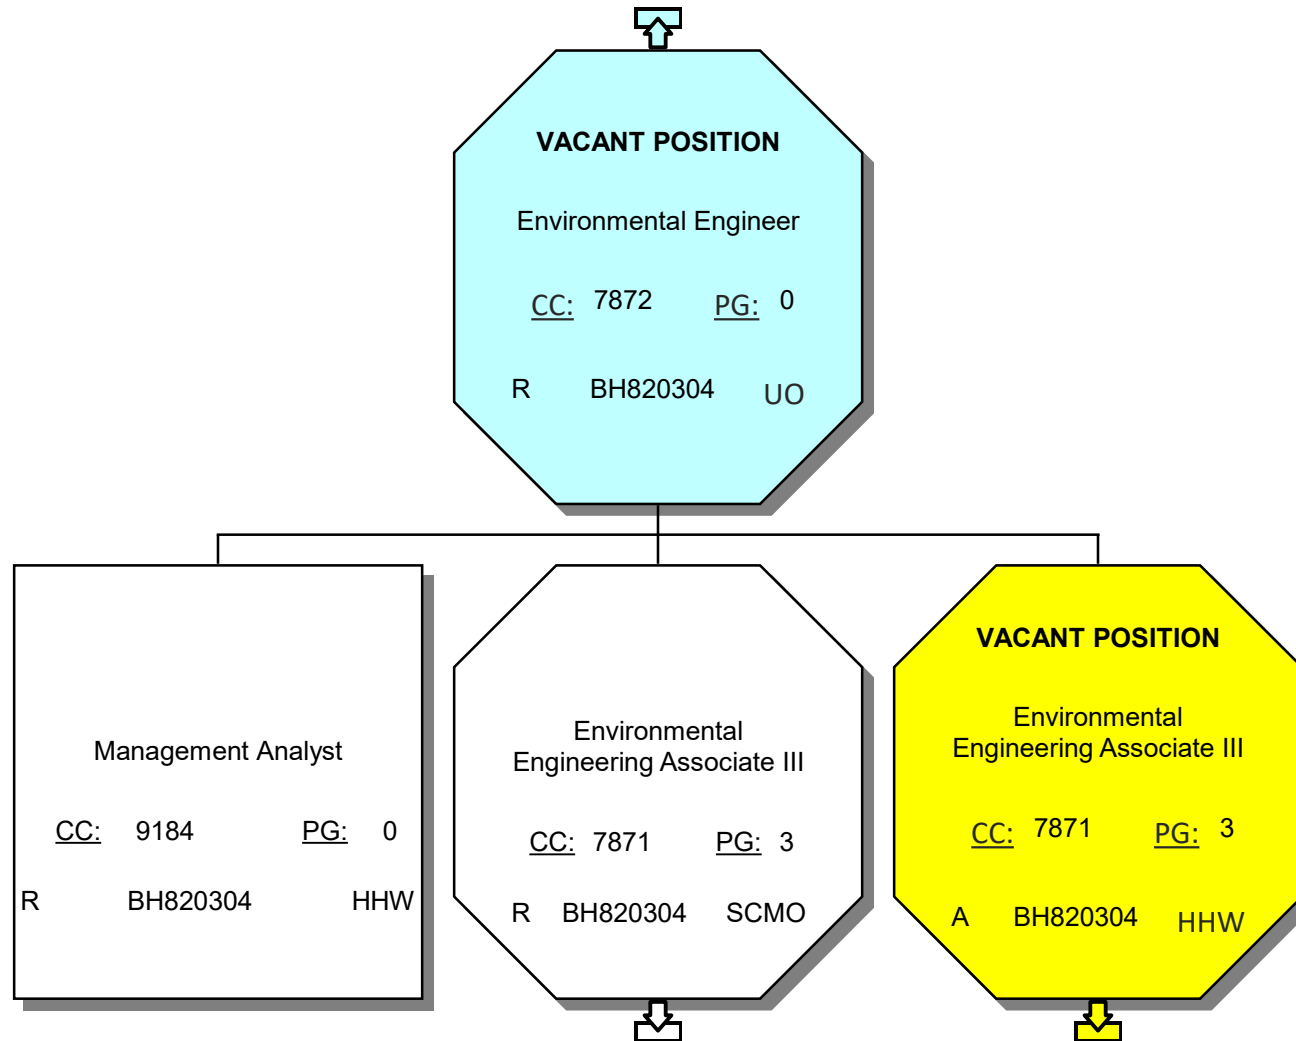 VACANT POSITION
Environmental Engineer
CC: 7872 PG: 0
R BH820304 UO
Management Analyst
CC: 9184 PG: 0
R BH820304 HHW
Environmental
Engineering Associate III
CC: 7871 PG: 3
R BH820304 SCMO
VACANT POSITION
Environmental
Engineering Associate III
CC: 7871 PG: 3
A BH820304 HHW